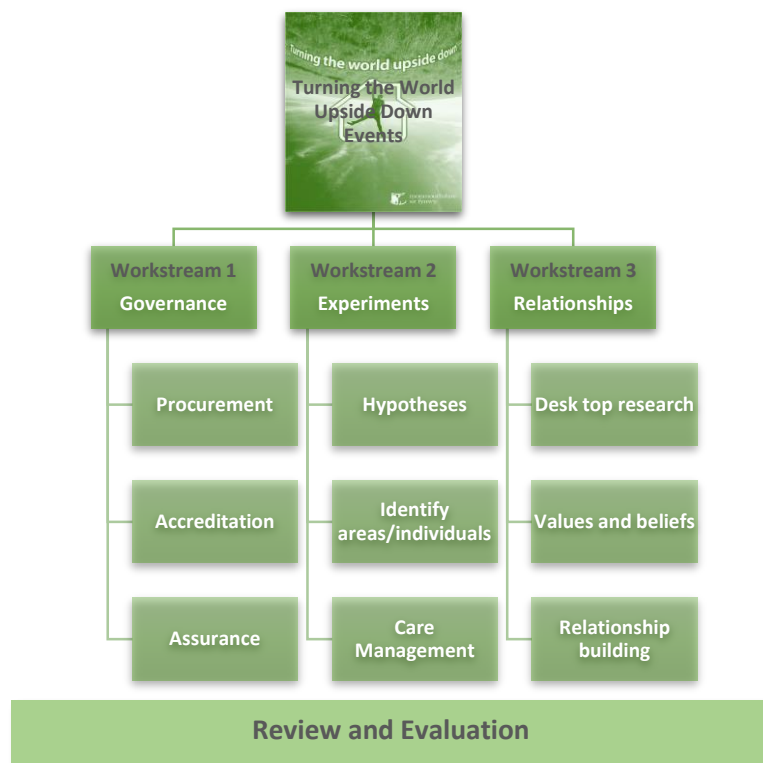 Turning the world upside down
Turning the World
Upside Down
Events
Workstream 1
Governance
Workstream 2
Experiments
Workstream 3
Relationships
Procurement
Hypotheses
Desk top research
Accreditation
Identify
areas/individuals
Values and beliefs
Assurance
Care
Management
Relationship
building
Review and Evaluation